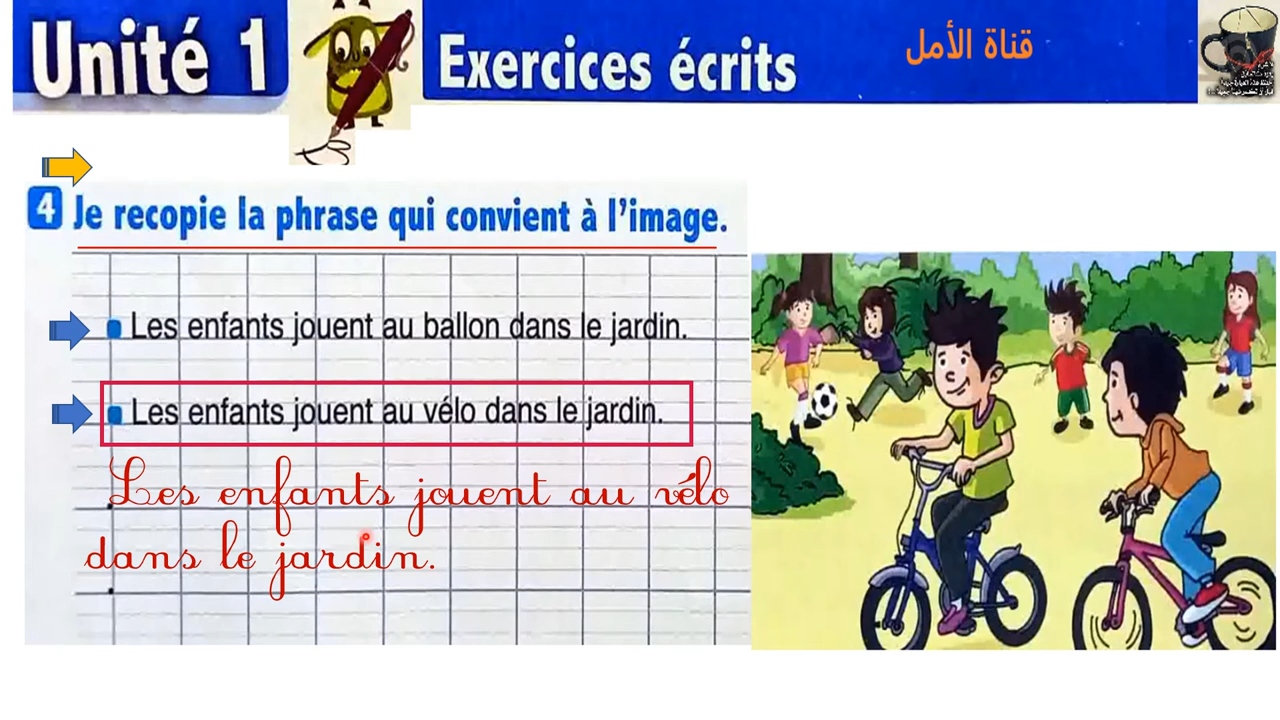 Unité 1
Exercices écrits
قناة الأمل
4 Je recopie la phrase qui convient à l'image.
Les enfants jouent au ballon dans le jardin.
Les enfants jouent au vélo dans le jardin.
Les enfants jouent au vélo
dans le jardin.